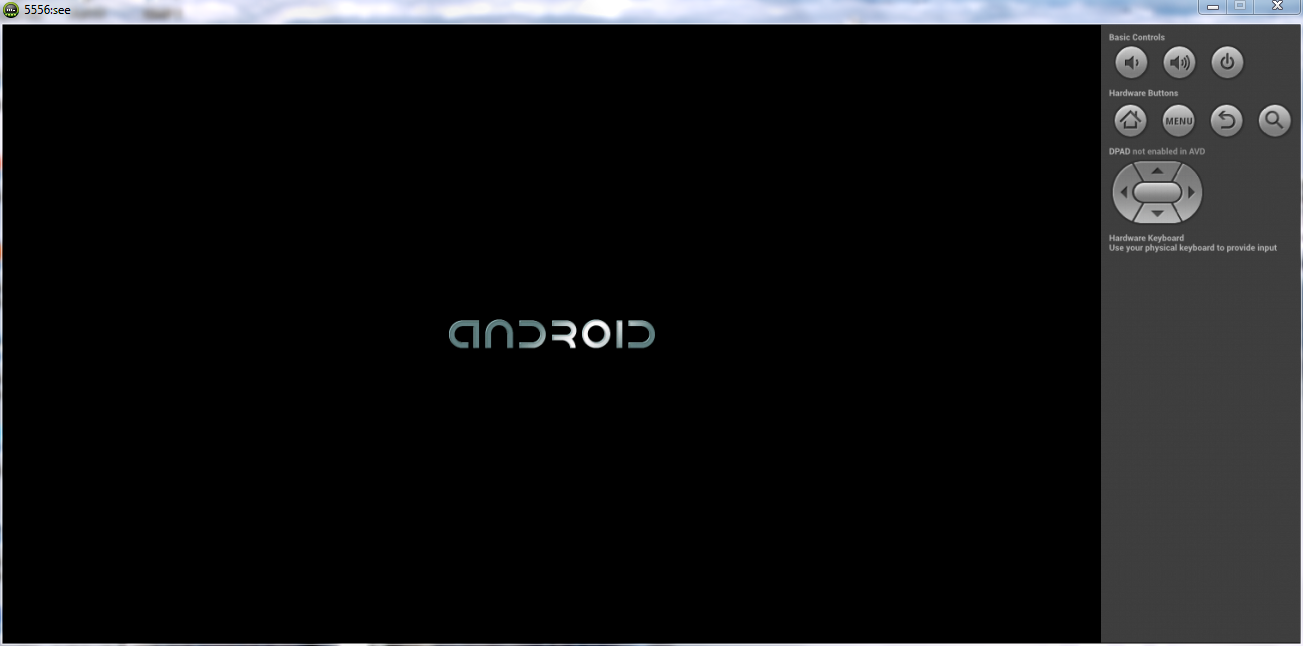 5556:see
Basic Controls
Hardware Buttons
MENU
DPAD not enabled in AVD
Hardware Keyboard
Use your physical keyboard to provide input
ANDROID